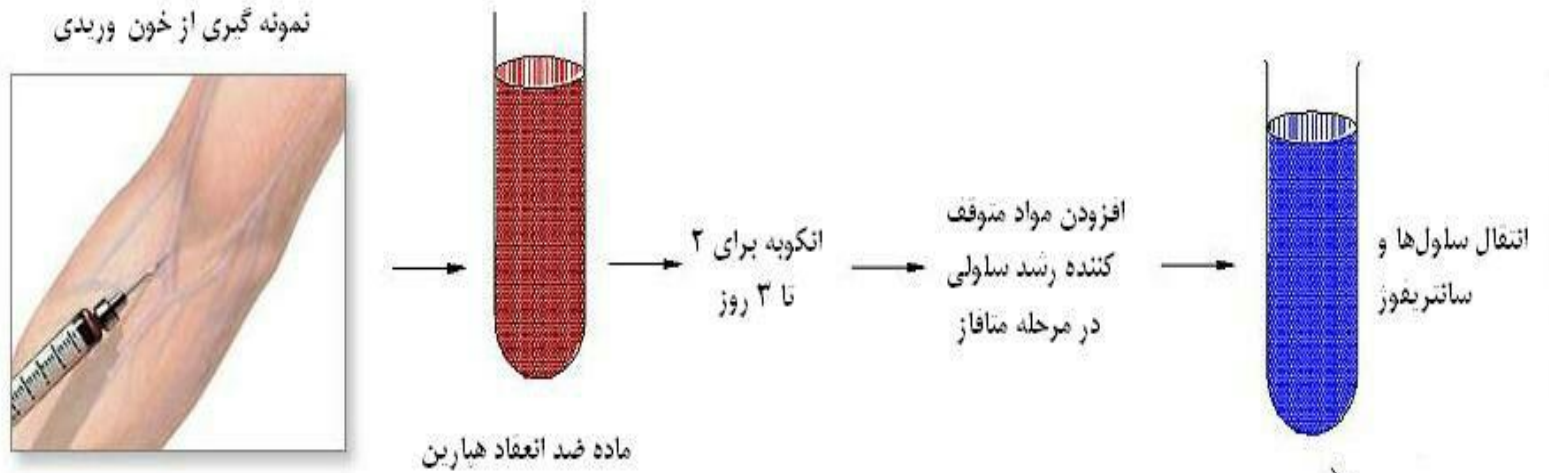 نمونه گیری از خون وریدی
ماده ضد انعقاد هپارین
انکوبه برای ۲
تا ۳ روز
افزودن مواد متوقف
کننده رشد سلولی
در مرحله متافاز
انتقال سلول‌ها و
سانتریفوژ